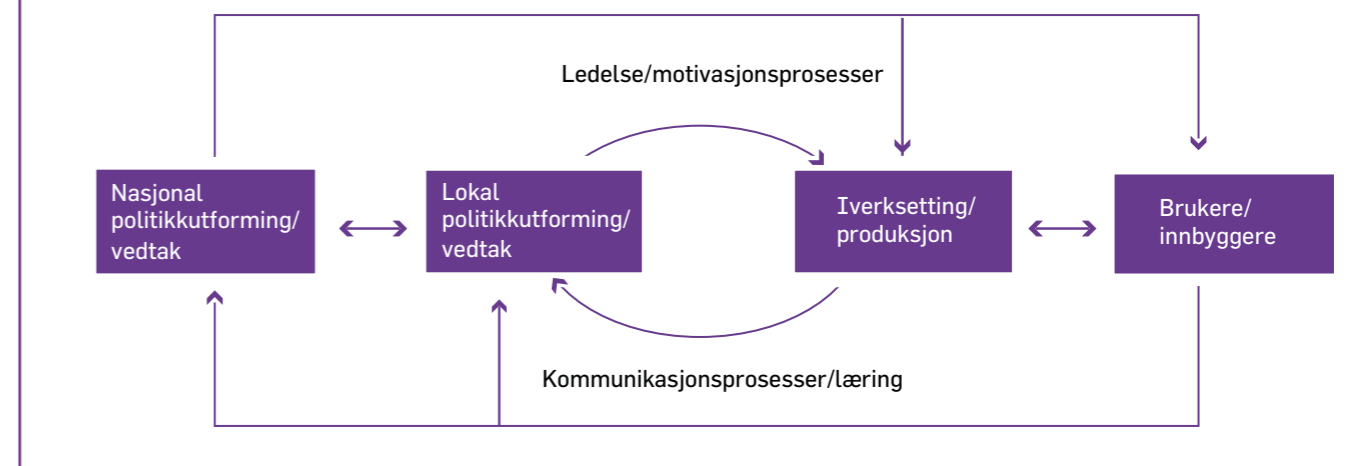 Ledelse/motivasjonsprosesser
Nasjonal
politikkutforming/
vedtak
Lokal
politikkutforming/
vedtak
Iverksetting/
produksjon
Brukere/
innbyggere
Kommunikasjonsprosesser/læring